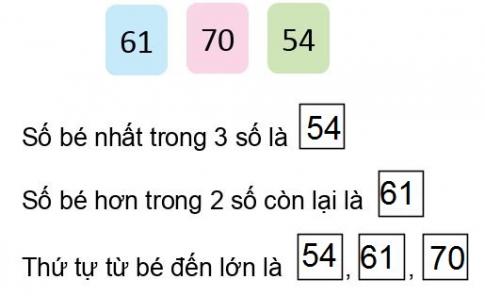 61 70 54
Số bé nhất trong 3 số là 54
Số bé hơn trong 2 số còn lại là 61
Thứ tự từ bé đến lớn là 54, 61, 70